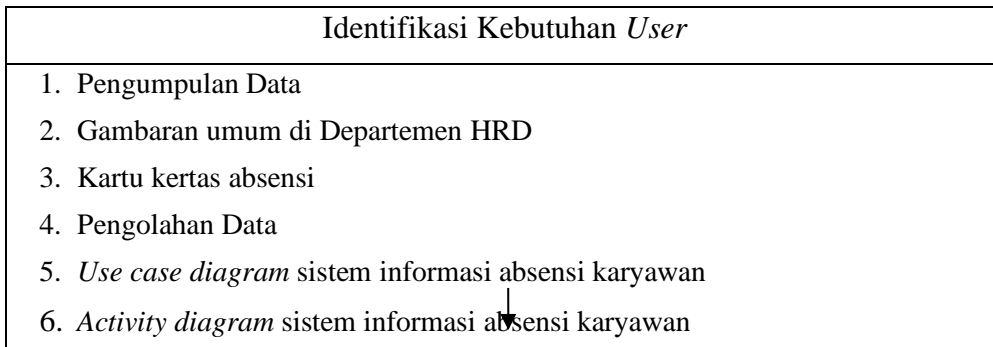 Identifikasi Kebutuhan User
1. Pengumpulan Data
2. Gambaran umum di Departemen HRD
3. Kartu kertas absensi
4. Pengolahan Data
5. Use case diagram sistem informasi absensi karyawan
6. Activity diagram sistem informasi absensi karyawan